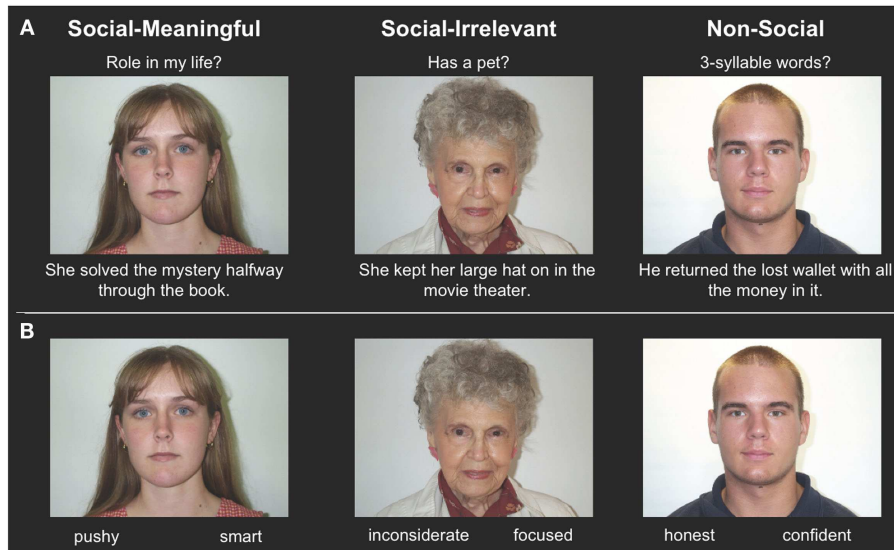 A
Social-Meaningful
Social-Irrelevant
Non-Social
Role in my life?
Has a pet?
3-syllable words?
She solved the mystery halfway
through the book.
She kept her large hat on in the
movie theater.
He returned the lost wallet with all
the money in it.
B
pushy smart
inconsiderate focused
honest confident